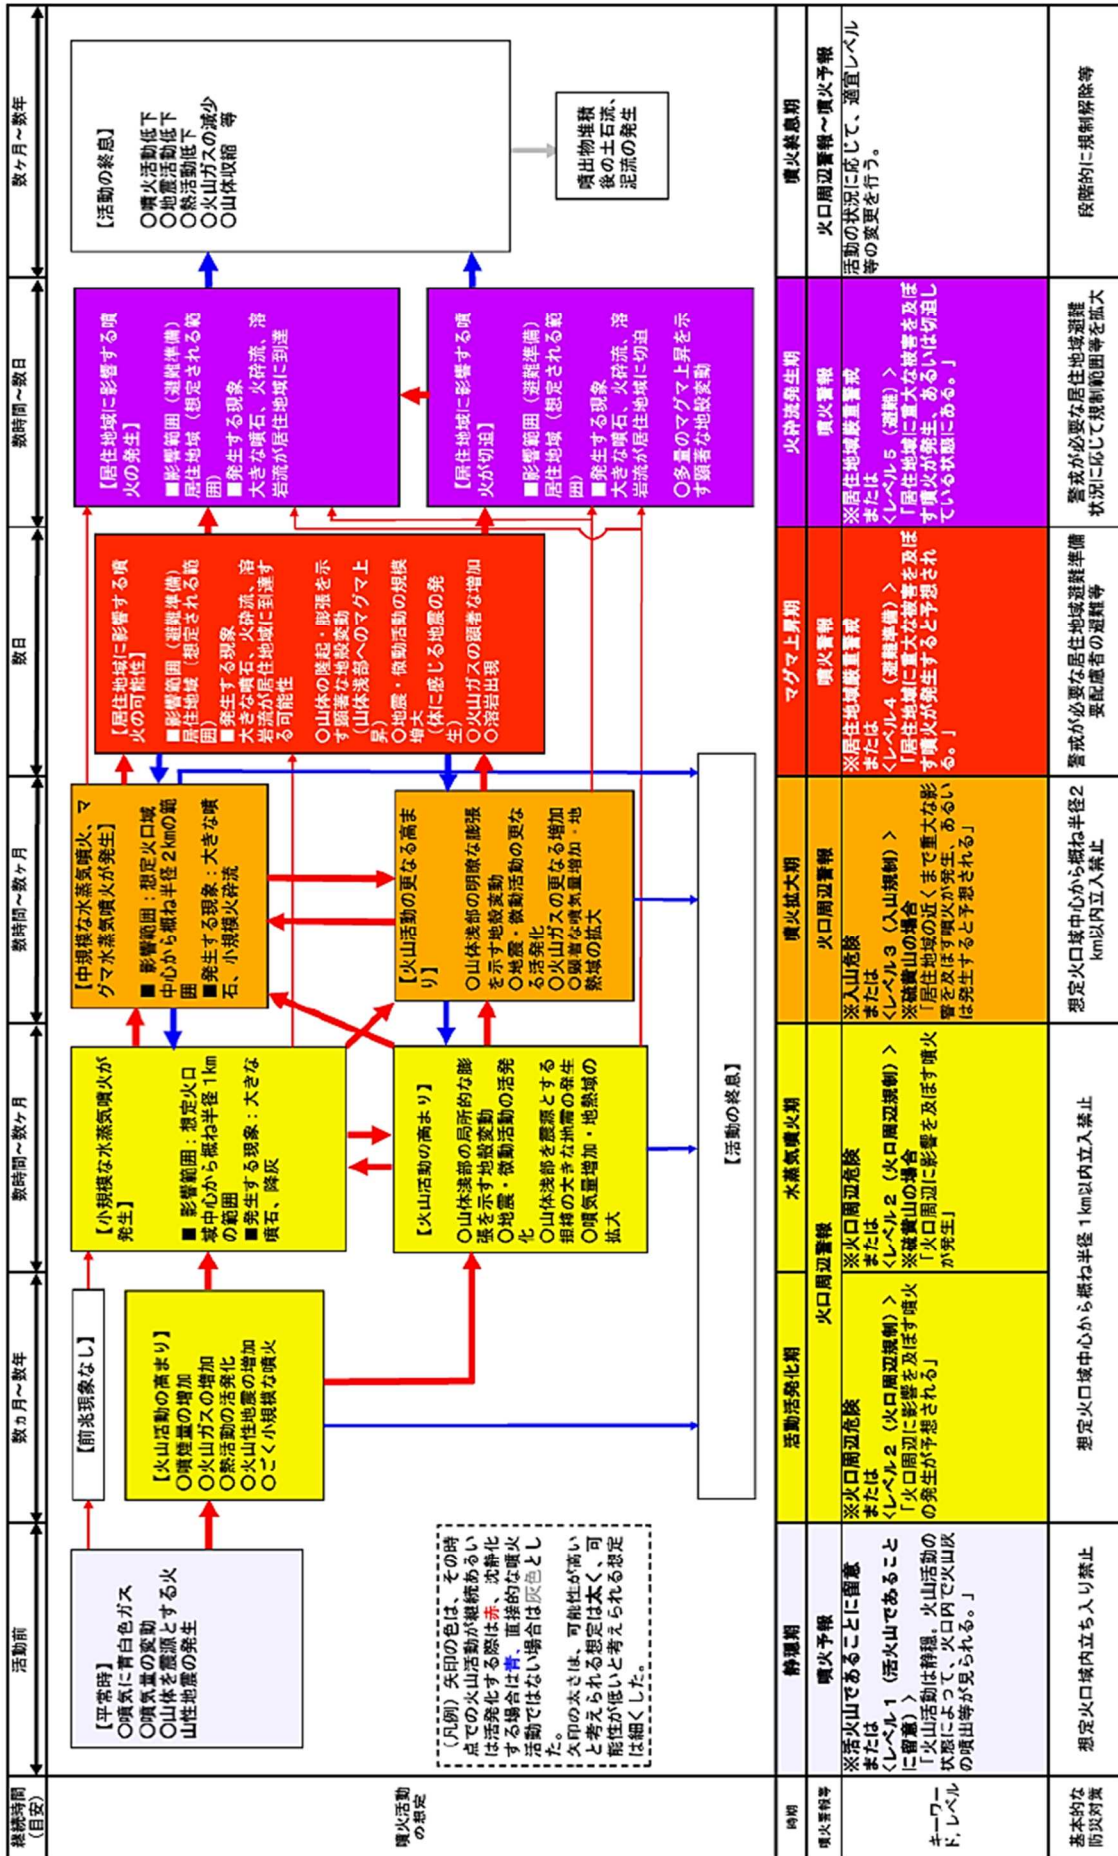 継続時間
(目安)
活動前
数ヵ月～数年
数時間～数ヶ月
数時間～数ヶ月
数日
数時間～数日
数ヶ月～数年
噴火活動
の想定
【平常時】
○噴気に青白色ガス
○噴気量の変動
○山体を震源とする火
山性地震の発生
（凡例）矢印の色は、その時
点での火山活動が継続あるい
は活発化する際は赤、沈静化
する場合は青、直接的な噴火
活動ではない場合は灰色とし
た。
矢印の太さは、可能性が高い
と考えられる想定は太く、可
能性が低いと考えられる想定
は細くした。
【前兆現象なし】
【火山活動の高まり】
○噴煙量の増加
○火山ガスの増加
○熱活動の活発化
○火山性地震の増加
○ごく小規模な噴火
【小規模な水蒸気噴火が
発生】
■ 影響範囲：想定火口
域中心から概ね半径１km
の範囲
■発生する現象：大きな
噴石、降灰
【火山活動の高まり】
○山体浅部の局所的な膨
張を示す地殻変動
○地震・微動活動の活発
化
○山体浅部を震源とする
規模の大きな地震の発生
○噴気量増加・地熱域の
拡大
【中規模な水蒸気噴火、マ
グマ水蒸気噴火が発生】
■ 影響範囲：想定火口域
中心から概ね半径２kmの範
囲
■発生する現象：大きな噴
石、小規模火砕流
【火山活動の更なる高ま
り】
○山体浅部の明瞭な膨張
を示す地殻変動
○地震・微動活動の更な
る活発化
○火山ガスの更なる増加
○顕著な噴気量増加・地
熱域の拡大
【活動の終息】
【居住地域に影響する噴
火の可能性】
■影響範囲（避難準備）
居住地域（想定される範
囲）
■発生する現象
大きな噴石、火砕流、溶
岩流が居住地域に到達す
る可能性
○山体の隆起・膨張を示
す顕著な地殻変動
（山体浅部へのマグマ上
昇）
○地震・微動活動の規模
増大
（体に感じる地震の発
生）
○火山ガスの顕著な増加
○溶岩出現
【居住地域に影響する噴
火の発生】
■影響範囲（避難準備）
居住地域（想定される範
囲）
■発生する現象
大きな噴石、火砕流、溶
岩流が居住地域に到達
【居住地域に影響する噴
火が切迫】
■影響範囲（避難準備）
居住地域（想定される範
囲）
■発生する現象
大きな噴石、火砕流、溶
岩流が居住地域に切迫
○多量のマグマ上昇を示
す顕著な地殻変動
【活動の終息】
○噴火活動低下
○地震活動低下
○熱活動低下
○火山ガスの減少
○山体収縮 等
噴出物堆積
後の土石流、
泥流の発生
時期
静穏期
活動活発化期
水蒸気噴火期
噴火拡大期
マグマ上昇期
火砕流発生期
噴火終息期
噴火警報等
噴火予報
火口周辺警報
火口周辺警報
噴火警報
噴火警報
火口周辺警報～噴火予報
キーワー
ド,レベル
※活火山であることに留意
または
＜レベル１（活火山であること
に留意）＞
「火山活動は静穏。火山活動の
状態によって、火口内で火山灰
の噴出等が見られる。」
※火口周辺危険
または
＜レベル２（火口周辺規制）＞
「火口周辺に影響を及ぼす噴火
の発生が予想される」
※火口周辺危険
または
＜レベル２（火口周辺規制）＞
※硫黄山の場合
「火口周辺に影響を及ぼす噴火
が発生」
※入山危険
または
＜レベル３（入山規制）＞
※硫黄山の場合
「居住地域の近くまで重大な影
響を及ぼす噴火が発生、あるい
は発生すると予想される」
※居住地域厳重警戒
または
＜レベル４（避難準備）＞
「居住地域に重大な被害を及ぼ
す噴火が発生すると予想され
る。」
※居住地域厳重警戒
または
＜レベル５（避難）＞
「居住地域に重大な被害を及ぼ
す噴火が発生、あるいは切迫し
ている状態にある。」
活動の状況に応じて、適宜レベル
等の変更を行う。
基本的な
防災対策
想定火口域内立ち入り禁止
想定火口域中心から概ね半径１km以内立入禁止
想定火口域中心から概ね半径２
km以内立入禁止
警戒が必要な居住地域避難準備
要配慮者の避難等
警戒が必要な居住地域避難
状況に応じて規制範囲等を拡大
段階的に規制解除等